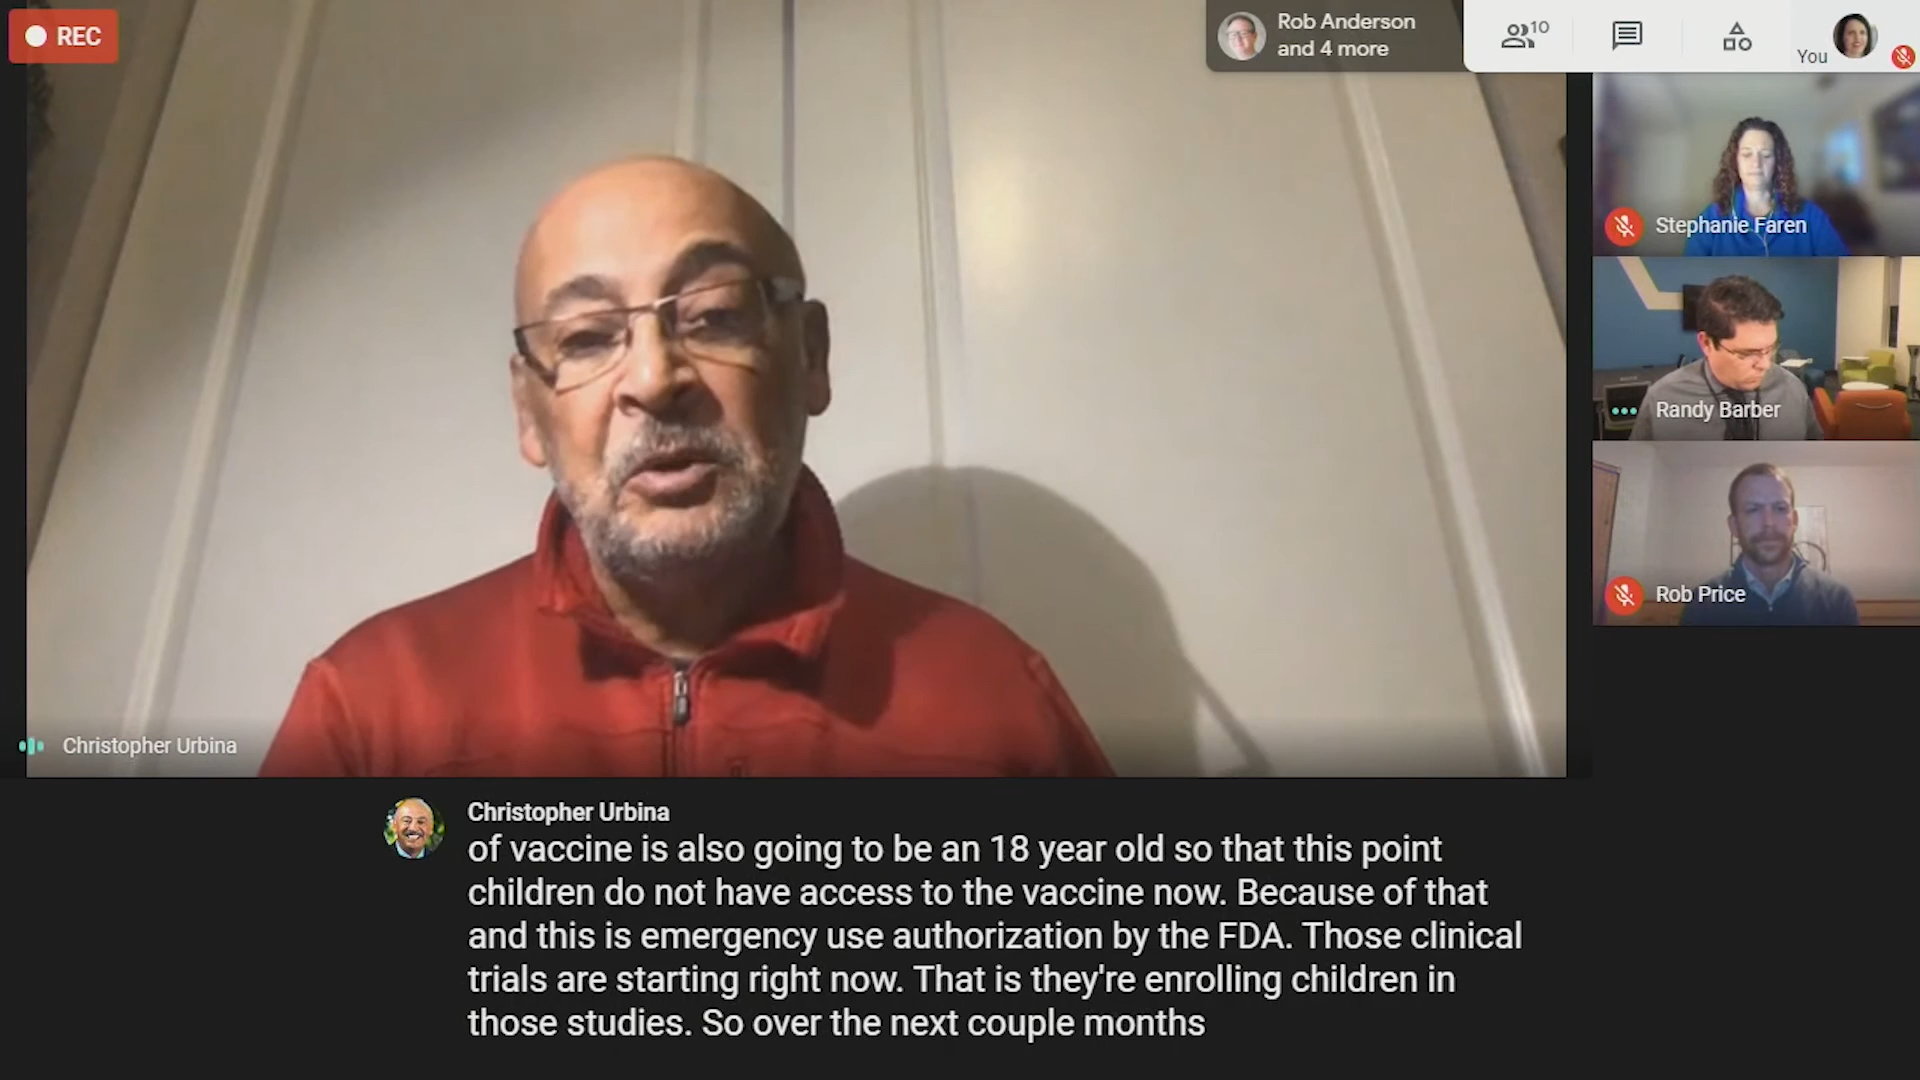 REC
Rob Anderson
and 4 more
10
You
Stephanie Faren
Randy Barber
Rob Price
Christopher Urbina
Christopher Urbina
of vaccine is also going to be an 18 year old so that this point
children do not have access to the vaccine now. Because of that
and this is emergency use authorization by the FDA. Those clinical
trials are starting right now. That is they're enrolling children in
those studies. So over the next couple months